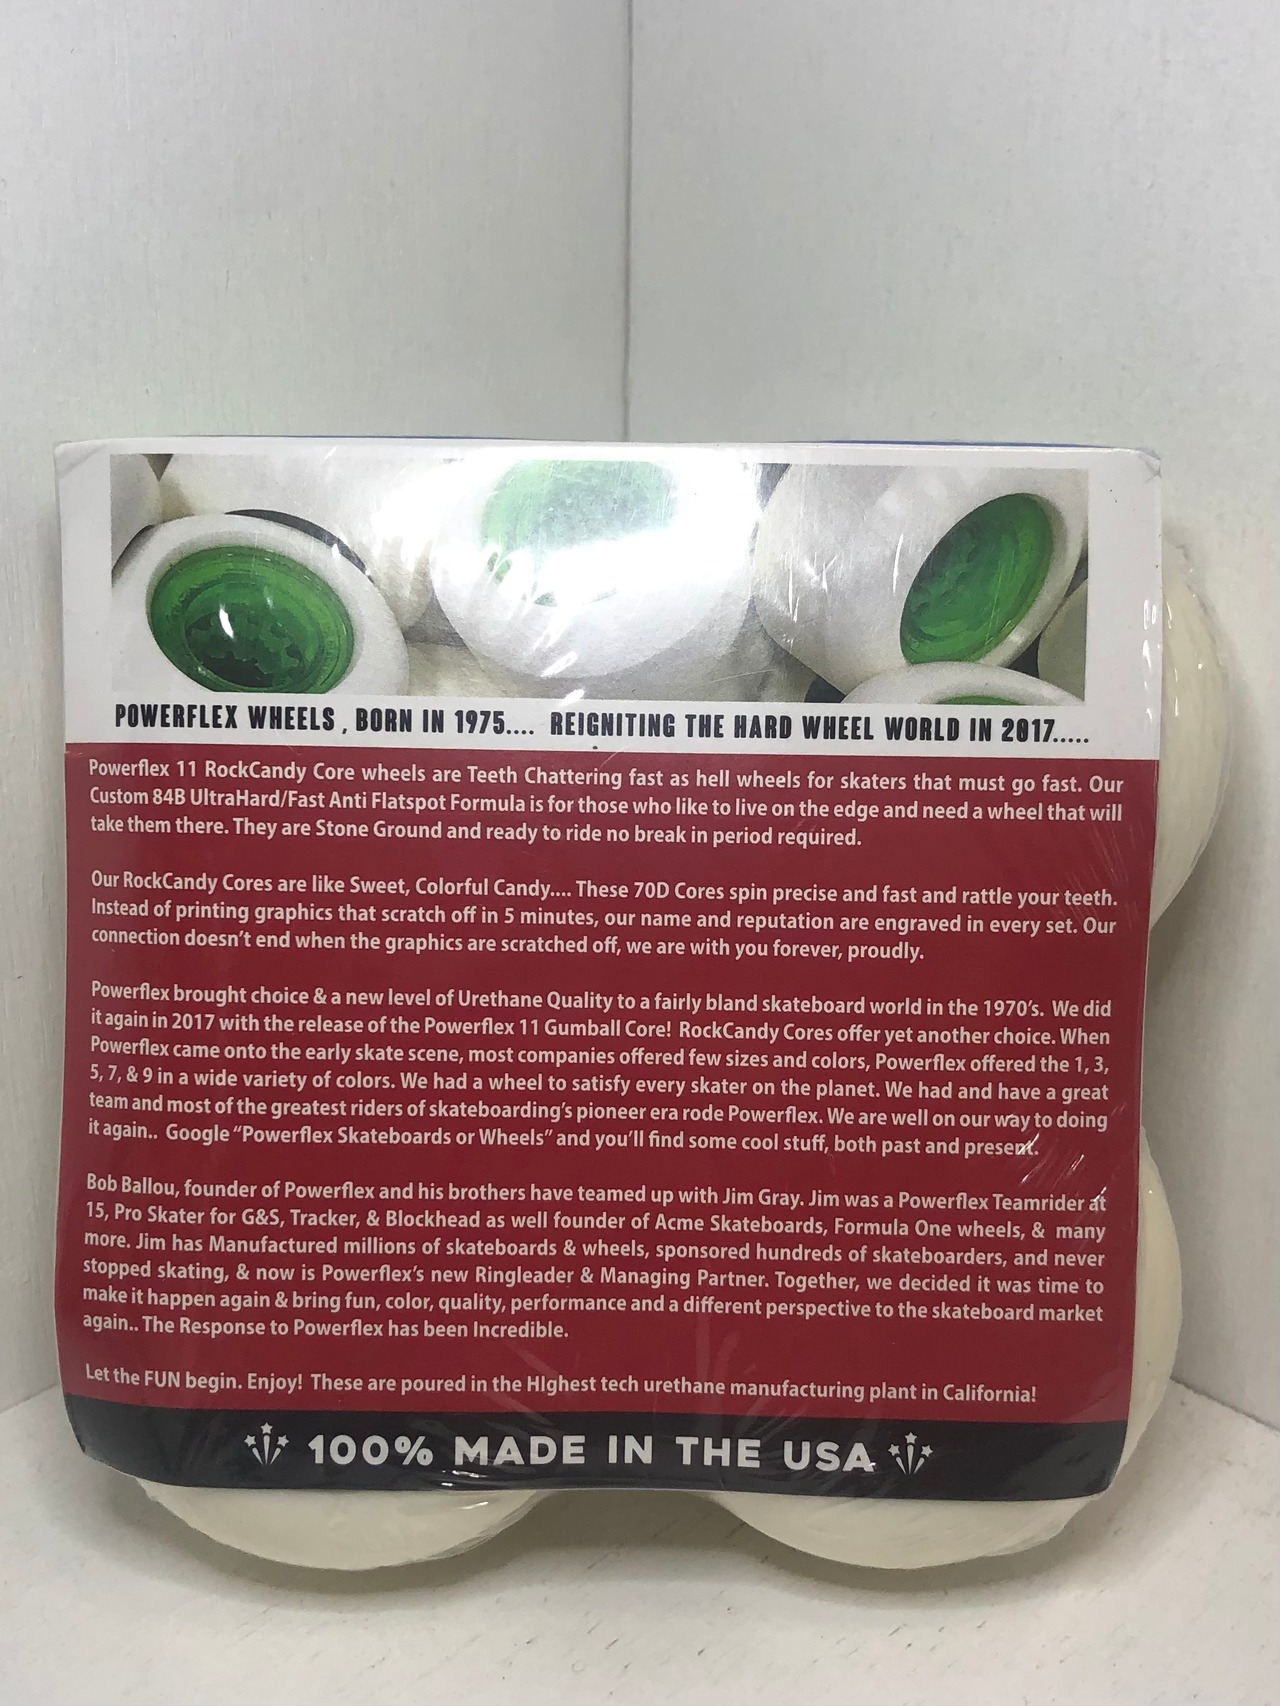 POWERFLEX WHEELS , BORN IN 1975.... REIGNITING THE HARD WHEEL WORLD IN 2017.....
Powerflex 11 RockCandy Core wheels are Teeth Chattering fast as hell wheels for skaters that must go fast. Our
Custom 84B UltraHard/Fast Anti Flatspot Formula is for those who like to live on the edge and need a wheel that will
take them there. They are Stone Ground and ready to ride no break in period required.
Our RockCandy Cores are like Sweet, Colorful Candy.... These 70D Cores spin precise and fast and rattle your teeth.
Instead of printing graphics that scratch off in 5 minutes, our name and reputation are engraved in every set. Our
connection doesn't end when the graphics are scratched off, we are with you forever, proudly.
Powerflex brought choice & a new level of Urethane Quality to a fairly bland skateboard world in the 1970's. We did
it again in 2017 with the release of the Powerflex 11 Gumball Core! RockCandy Cores offer yet another choice. When
Powerflex came onto the early skate scene, most companies offered few sizes and colors, Powerflex offered the 1, 3,
5, 7, & 9 in a wide variety of colors. We had a wheel to satisfy every skater on the planet. We had and have a great
team and most of the greatest riders of skateboarding's pioneer era rode Powerflex. We are well on our way to doing
it again.. Google "Powerflex Skateboards or Wheels" and you'll find some cool stuff, both past and present.
Bob Ballou, founder of Powerflex and his brothers have teamed up with Jim Gray. Jim was a Powerflex Teamrider at
15, Pro Skater for G&S, Tracker, & Blockhead as well founder of Acme Skateboards, Formula One wheels, & many
more. Jim has Manufactured millions of skateboards & wheels, sponsored hundreds of skateboarders, and never
stopped skating, & now is Powerflex's new Ringleader & Managing Partner. Together, we decided it was time to
make it happen again & bring fun, color, quality, performance and a different perspective to the skateboard market
again.. The Response to Powerflex has been Incredible.
Let the FUN begin. Enjoy! These are poured in the HIghest tech urethane manufacturing plant in California!
100% MADE IN THE USA